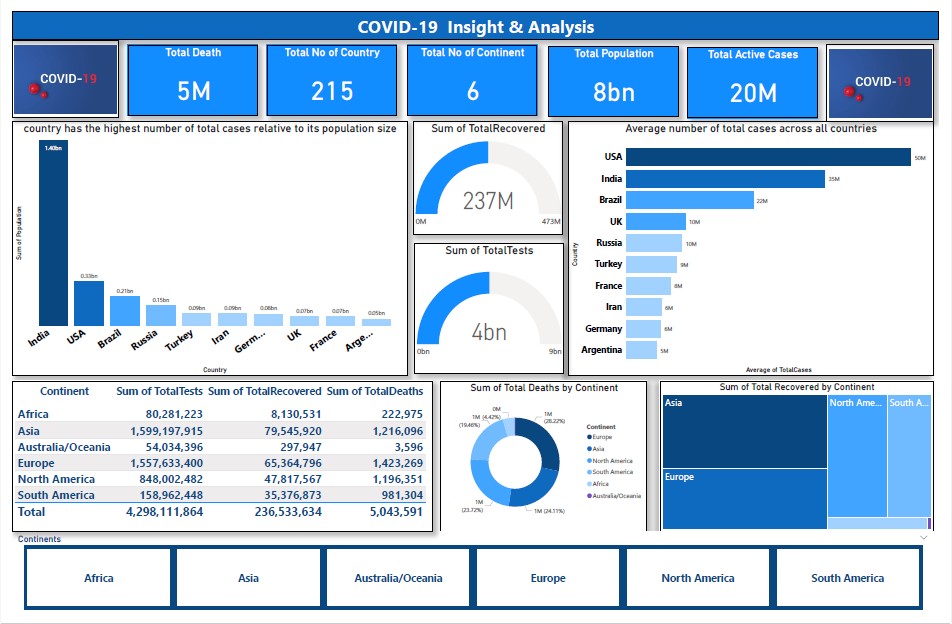 COVID-19 Insight & Analysis
COVID-19
Total Death
5M
Total No of Country
215
Total No of Continent
6
Total Population
8bn
Total Active Cases
20M
COVID-19
country has the highest number of total cases relative to its population size
Sum of Population
1.40bn
0.33bn
0.21bn
0.15bn
0.09bn
0.09bn
0.08bn
0.07bn
0.07bn
0.05bn
India
USA
Brazil
Russia
Turkey
Iran
Germ...
UK
France
Arge...
Country
Sum of TotalRecovered
237M
0M
473M
Sum of TotalTests
4bn
0bn
9bn
Average number of total cases across all countries
Country
USA 50M
India 35M
Brazil 22M
UK 10M
Russia 10M
Turkey 9M
France 8M
Iran 6M
Germany 6M
Argentina 5M
Average of TotalCases
Continent Sum of TotalTests Sum of TotalRecovered Sum of TotalDeaths
Africa 80,281,223 8,130,531 222,975
Asia 1,599,197,915 79,545,920 1,216,096
Australia/Oceania 54,034,396 297,947 3,596
Europe 1,557,633,400 65,364,796 1,423,269
North America 848,002,482 47,817,567 1,196,351
South America 158,962,448 35,376,873 981,304
Total 4,298,111,864 236,533,634 5,043,591
Sum of Total Deaths by Continent
0M
1M (4.42%)
(19.46%)
1M
(28.22%)
1M
(23.72%)
1M (24.11%)
Continent
Europe
Asia
North America
South America
Africa
Australia/Oceania
Sum of Total Recovered by Continent
Asia
Europe
North Ame...
South A...
Continents
Africa
Asia
Australia/Oceania
Europe
North America
South America